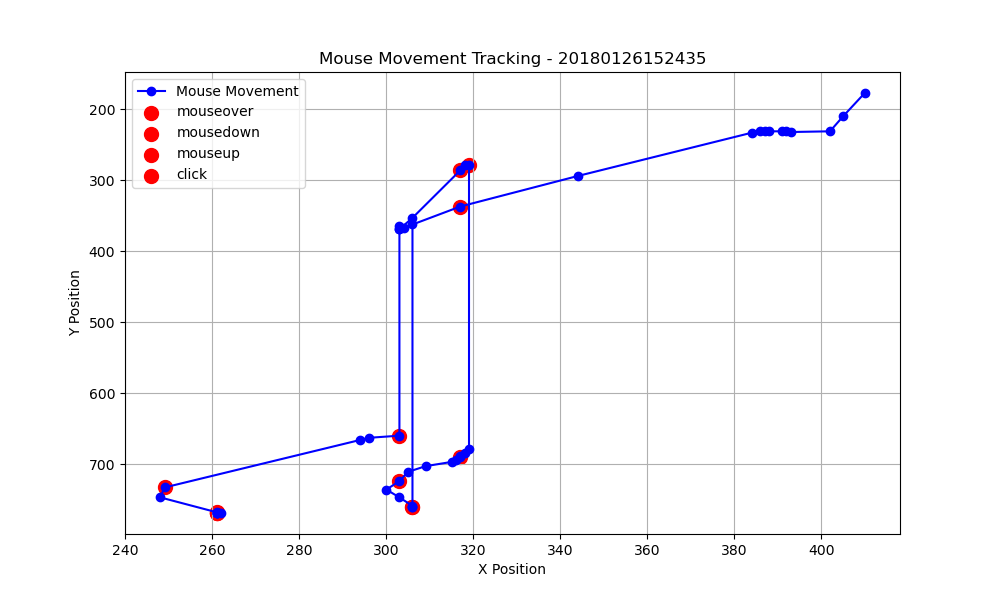 Mouse Movement Tracking - 20180126152435
Mouse Movement
mouseover
mousedown
mouseup
click
200
300
400
500
600
700
Y Position
240
260
280
300
320
340
360
380
400
X Position